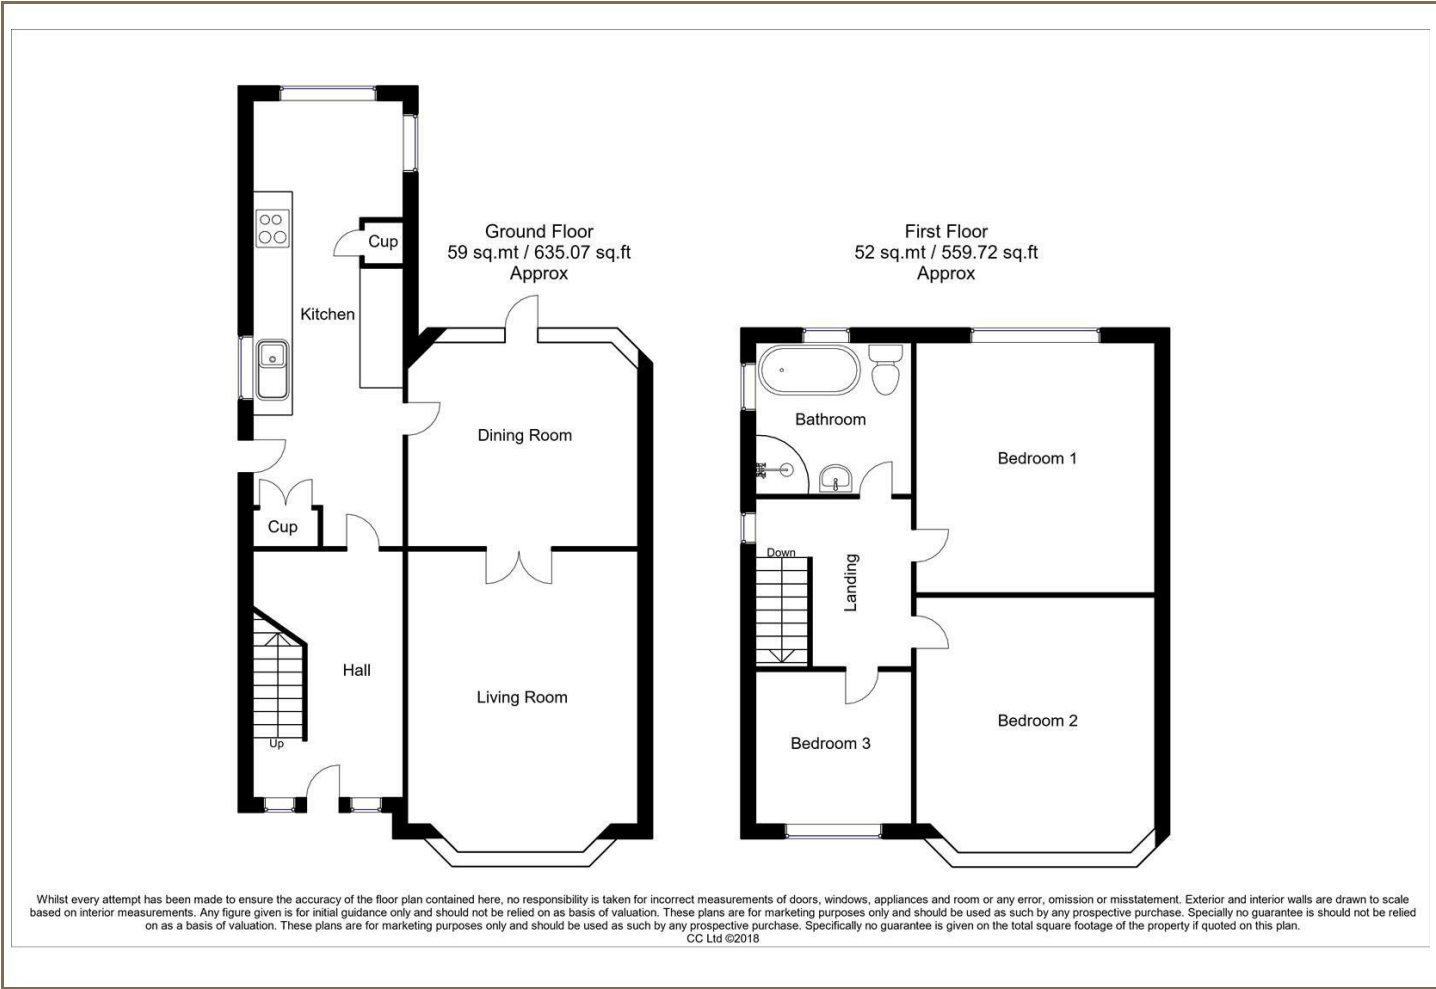 Ground Floor
59 sq.mt / 635.07 sq.ft
Approx
First Floor
52 sq.mt / 559.72 sq.ft
Approx
Cup
Kitchen
Dining Room
Cup
Hall
Living Room
Up
Bathroom
Bedroom 1
Down
Landing
Bedroom 2
Bedroom 3
Whilst every attempt has been made to ensure the accuracy of the floor plan contained here, no responsibility is taken for incorrect measurements of doors, windows, appliances and room or any error, omission or misstatement. Exterior and interior walls are drawn to scale
based on interior measurements. Any figure given is for initial guidance only and should not be relied on as basis of valuation. These plans are for marketing purposes only and should be used as such by any prospective purchase. Specially no guarantee is should not be relied
on as a basis of valuation. These plans are for marketing purposes only and should be used as such by any prospective purchase. Specifically no guarantee is given on the total square footage of the property if quoted on this plan.
CC Ltd ©2018